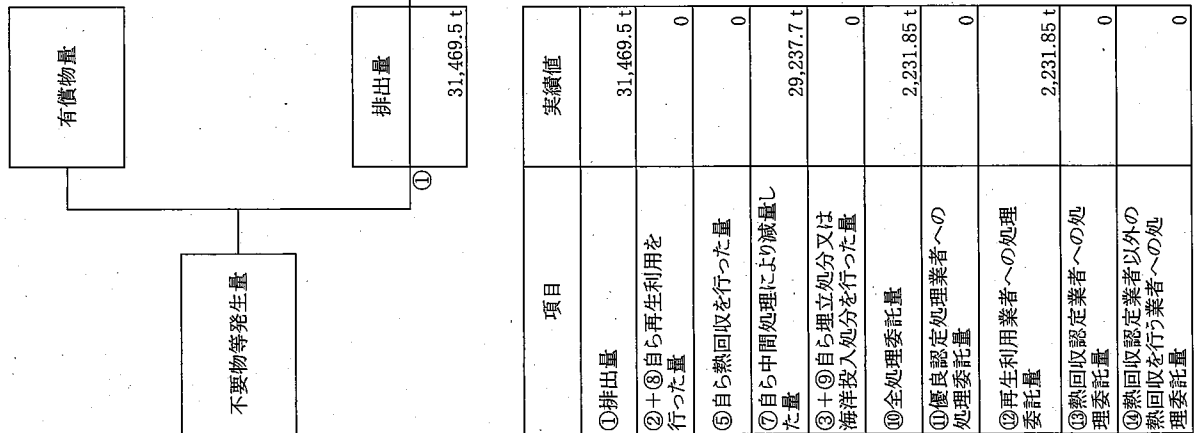 有償物量
不要物等発生量
排出量
① 31,469.5 t
項目 実績値
①排出量 31,469.5 t
②+⑧自ら再生利用を
行った量 0
⑤自ら熱回収を行った量 0
⑦自ら中間処理により減量し
た量 29,237.7 t
③+⑨自ら埋立処分又は
海洋投入処分を行った量 0
⑩全処理委託量 2,231.85 t
⑪優良認定処理業者への
処理委託量 0
⑫再生利用業者への処理
委託量 2,231.85 t
⑬熱回収認定業者への処
理委託量 0
⑭熱回収認定業者以外の
熱回収を行う業者への処
理委託量 0